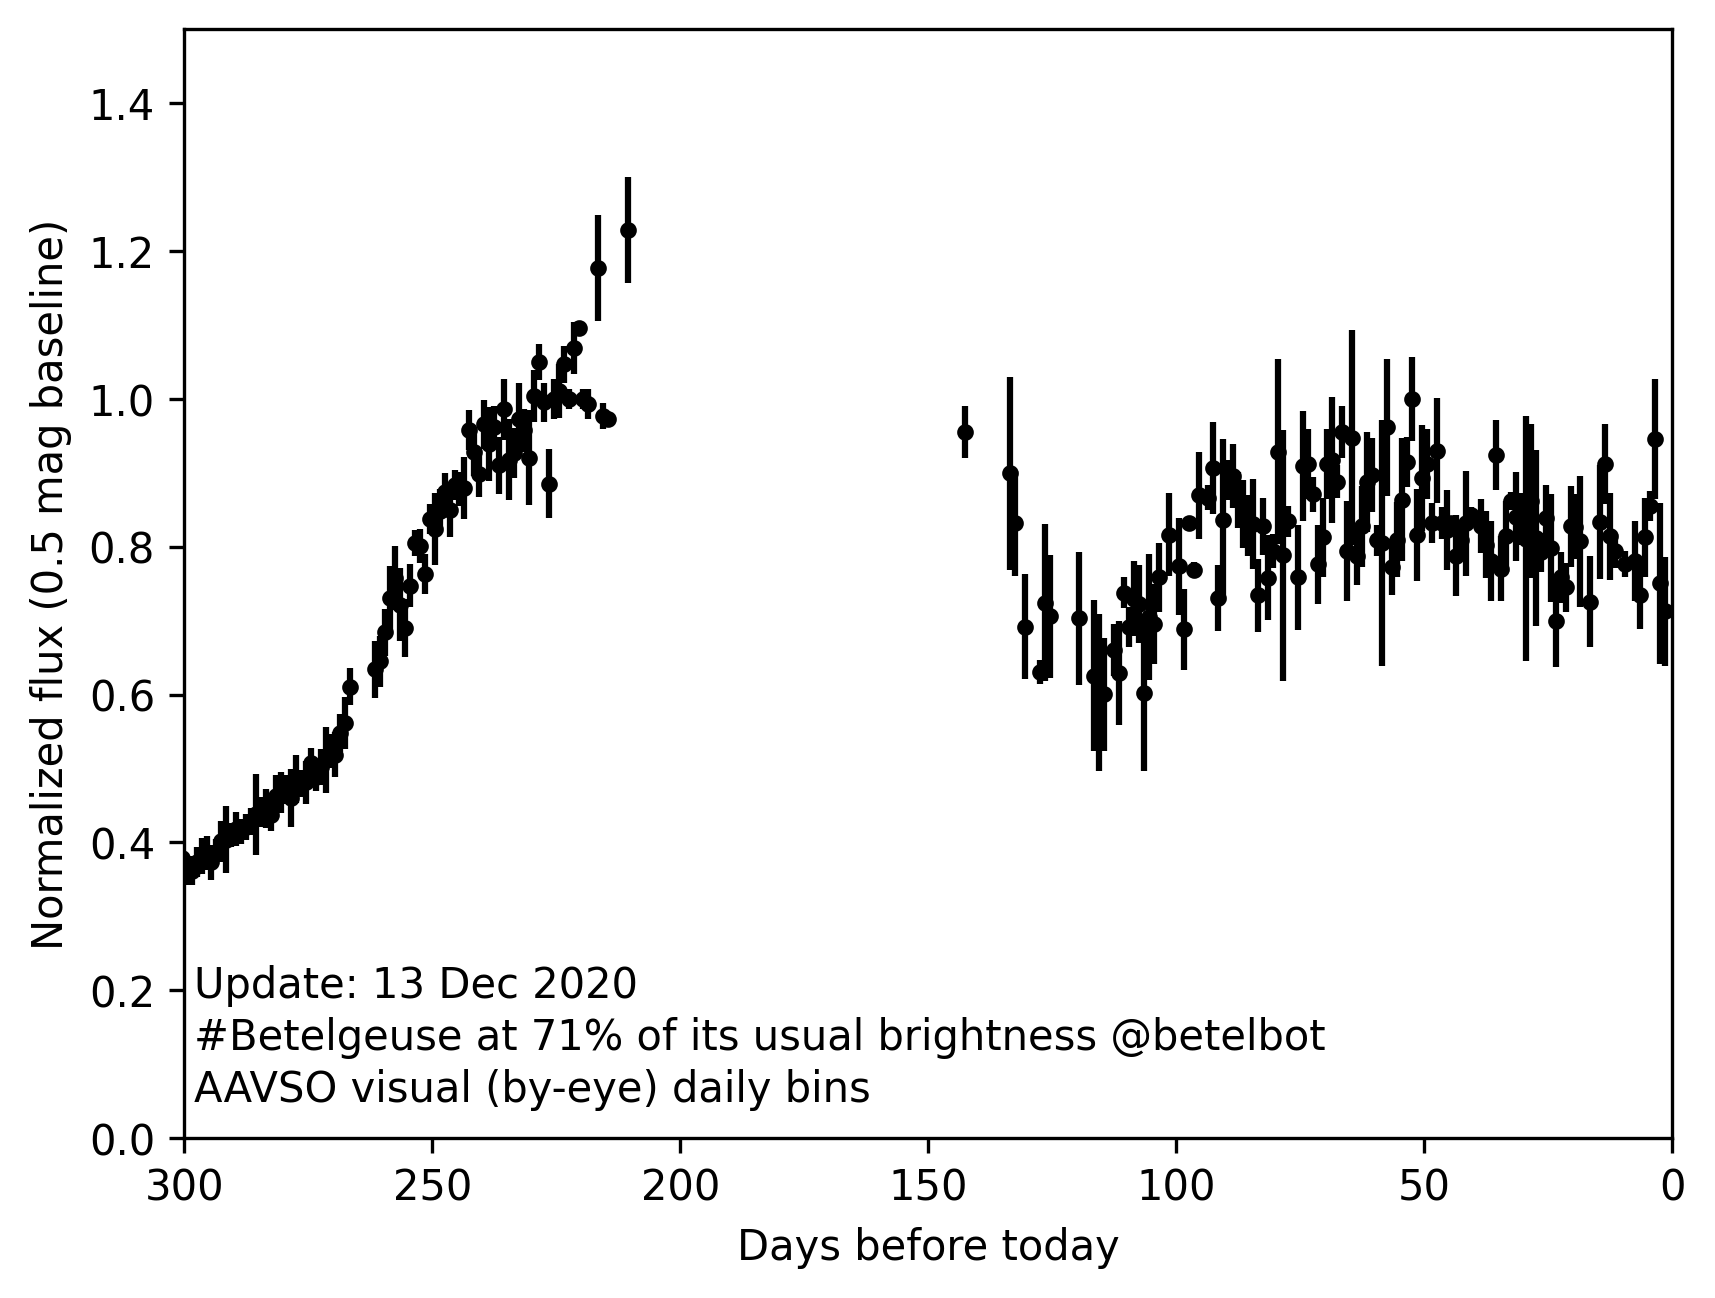 1.4
1.2
1.0
0.8
0.6
0.4
0.2
0.0
Normalized flux (0.5 mag baseline)
Update: 13 Dec 2020
#Betelgeuse at 71% of its usual brightness @betelbot
AAVSO visual (by-eye) daily bins
300 250 200 150 100 50 0
Days before today